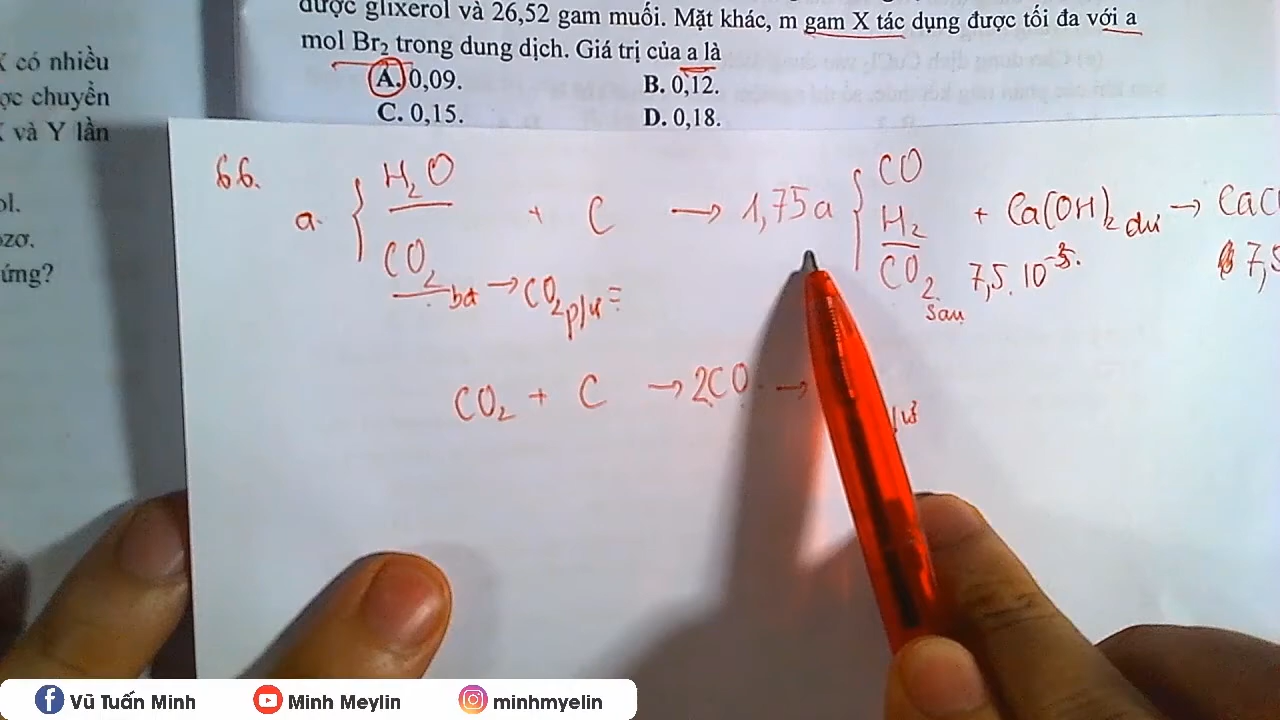 được glixerol và 26,52 gam muối. Mặt khác, m gam X tác dụng được tối đa với a
mol Br₂ trong dung dịch. Giá trị của a là
A. 0,09.
B. 0,12.
C. 0,15.
D. 0,18.
X có nhiều
ợc chuyển
X và Y lần
ol.
zơ.
ứng?
66.
a { H₂O + C → 1,75a { CO
CO₂ bđ → CO₂ p/ư =
H₂ + Ca(OH)₂ dư → CaC
CO₂ sau 7,5.10⁻³. 7,5
CO₂ + C → 2CO →
Vũ Tuấn Minh
Minh Meylin
minhmyelin